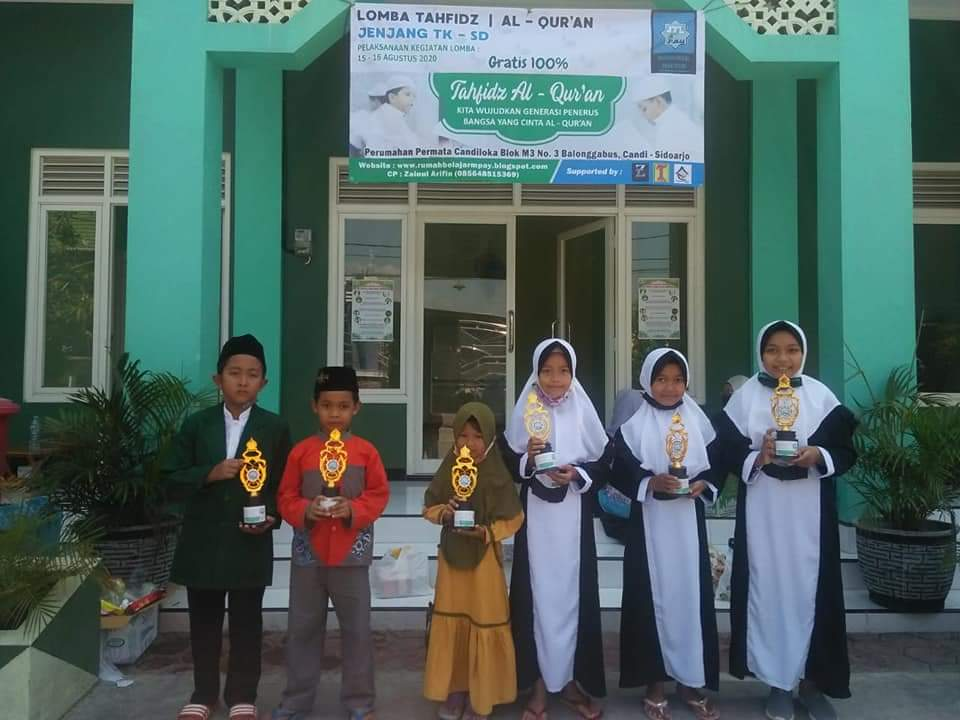 LOMBA TAHFIDZ | AL - QUR'AN
JENJANG TK - SD
PELAKSANAAN KEGIATAN LOMBA :
15 - 16 AGUSTUS 2020
Gratis 100%
Tahfidz Al - Qur'an
KITA WUJUDKAN GENERASI PENERUS
BANGSA YANG CINTA AL - QUR'AN
Perumahan Permata Candiloka Blok M3 No. 3 Balonggabus, Candi - Sidoarjo
Website : www.rumahbelajarmpay.blogspot.com
CP : Zainul Arifin (085648515369)
Supported by :